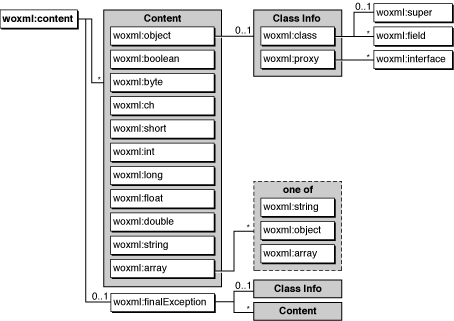 woxml:content
Content
woxml:object
woxml:boolean
woxml:byte
woxml:ch
woxml:short
woxml:int
woxml:long
woxml:float
woxml:double
woxml:string
woxml:array
*
0..1
woxml:finalException
0..1
Class Info
woxml:class
woxml:proxy
0..1
woxml:super
*
woxml:field
*
woxml:interface
*
one of
woxml:string
woxml:object
woxml:array
0..1
Class Info
*
Content